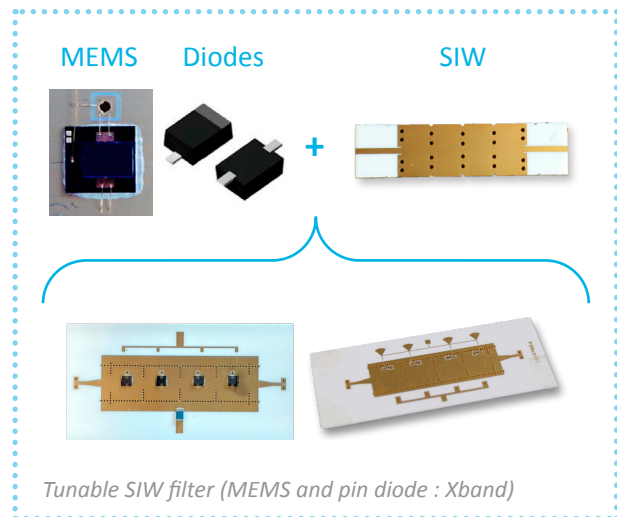 MEMS Diodes SIW
+
Tunable SIW filter (MEMS and pin diode : Xband)